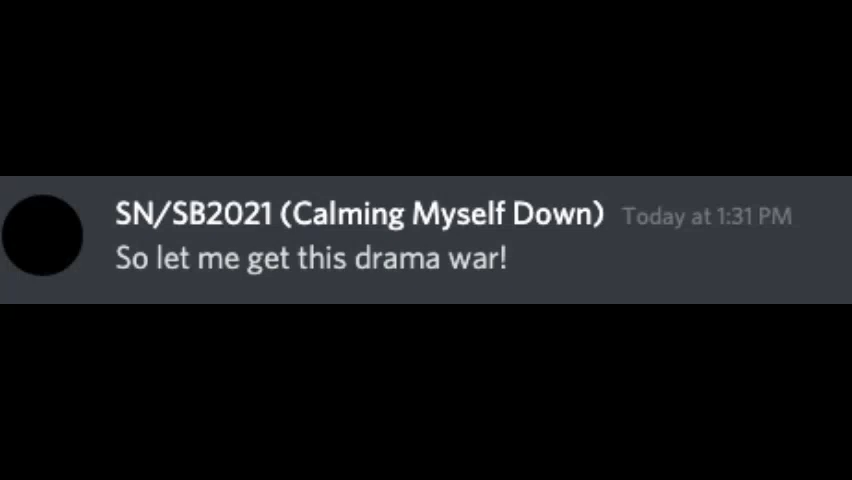 SN/SB2021 (Calming Myself Down) Today at 1:31 PM
So let me get this drama war!